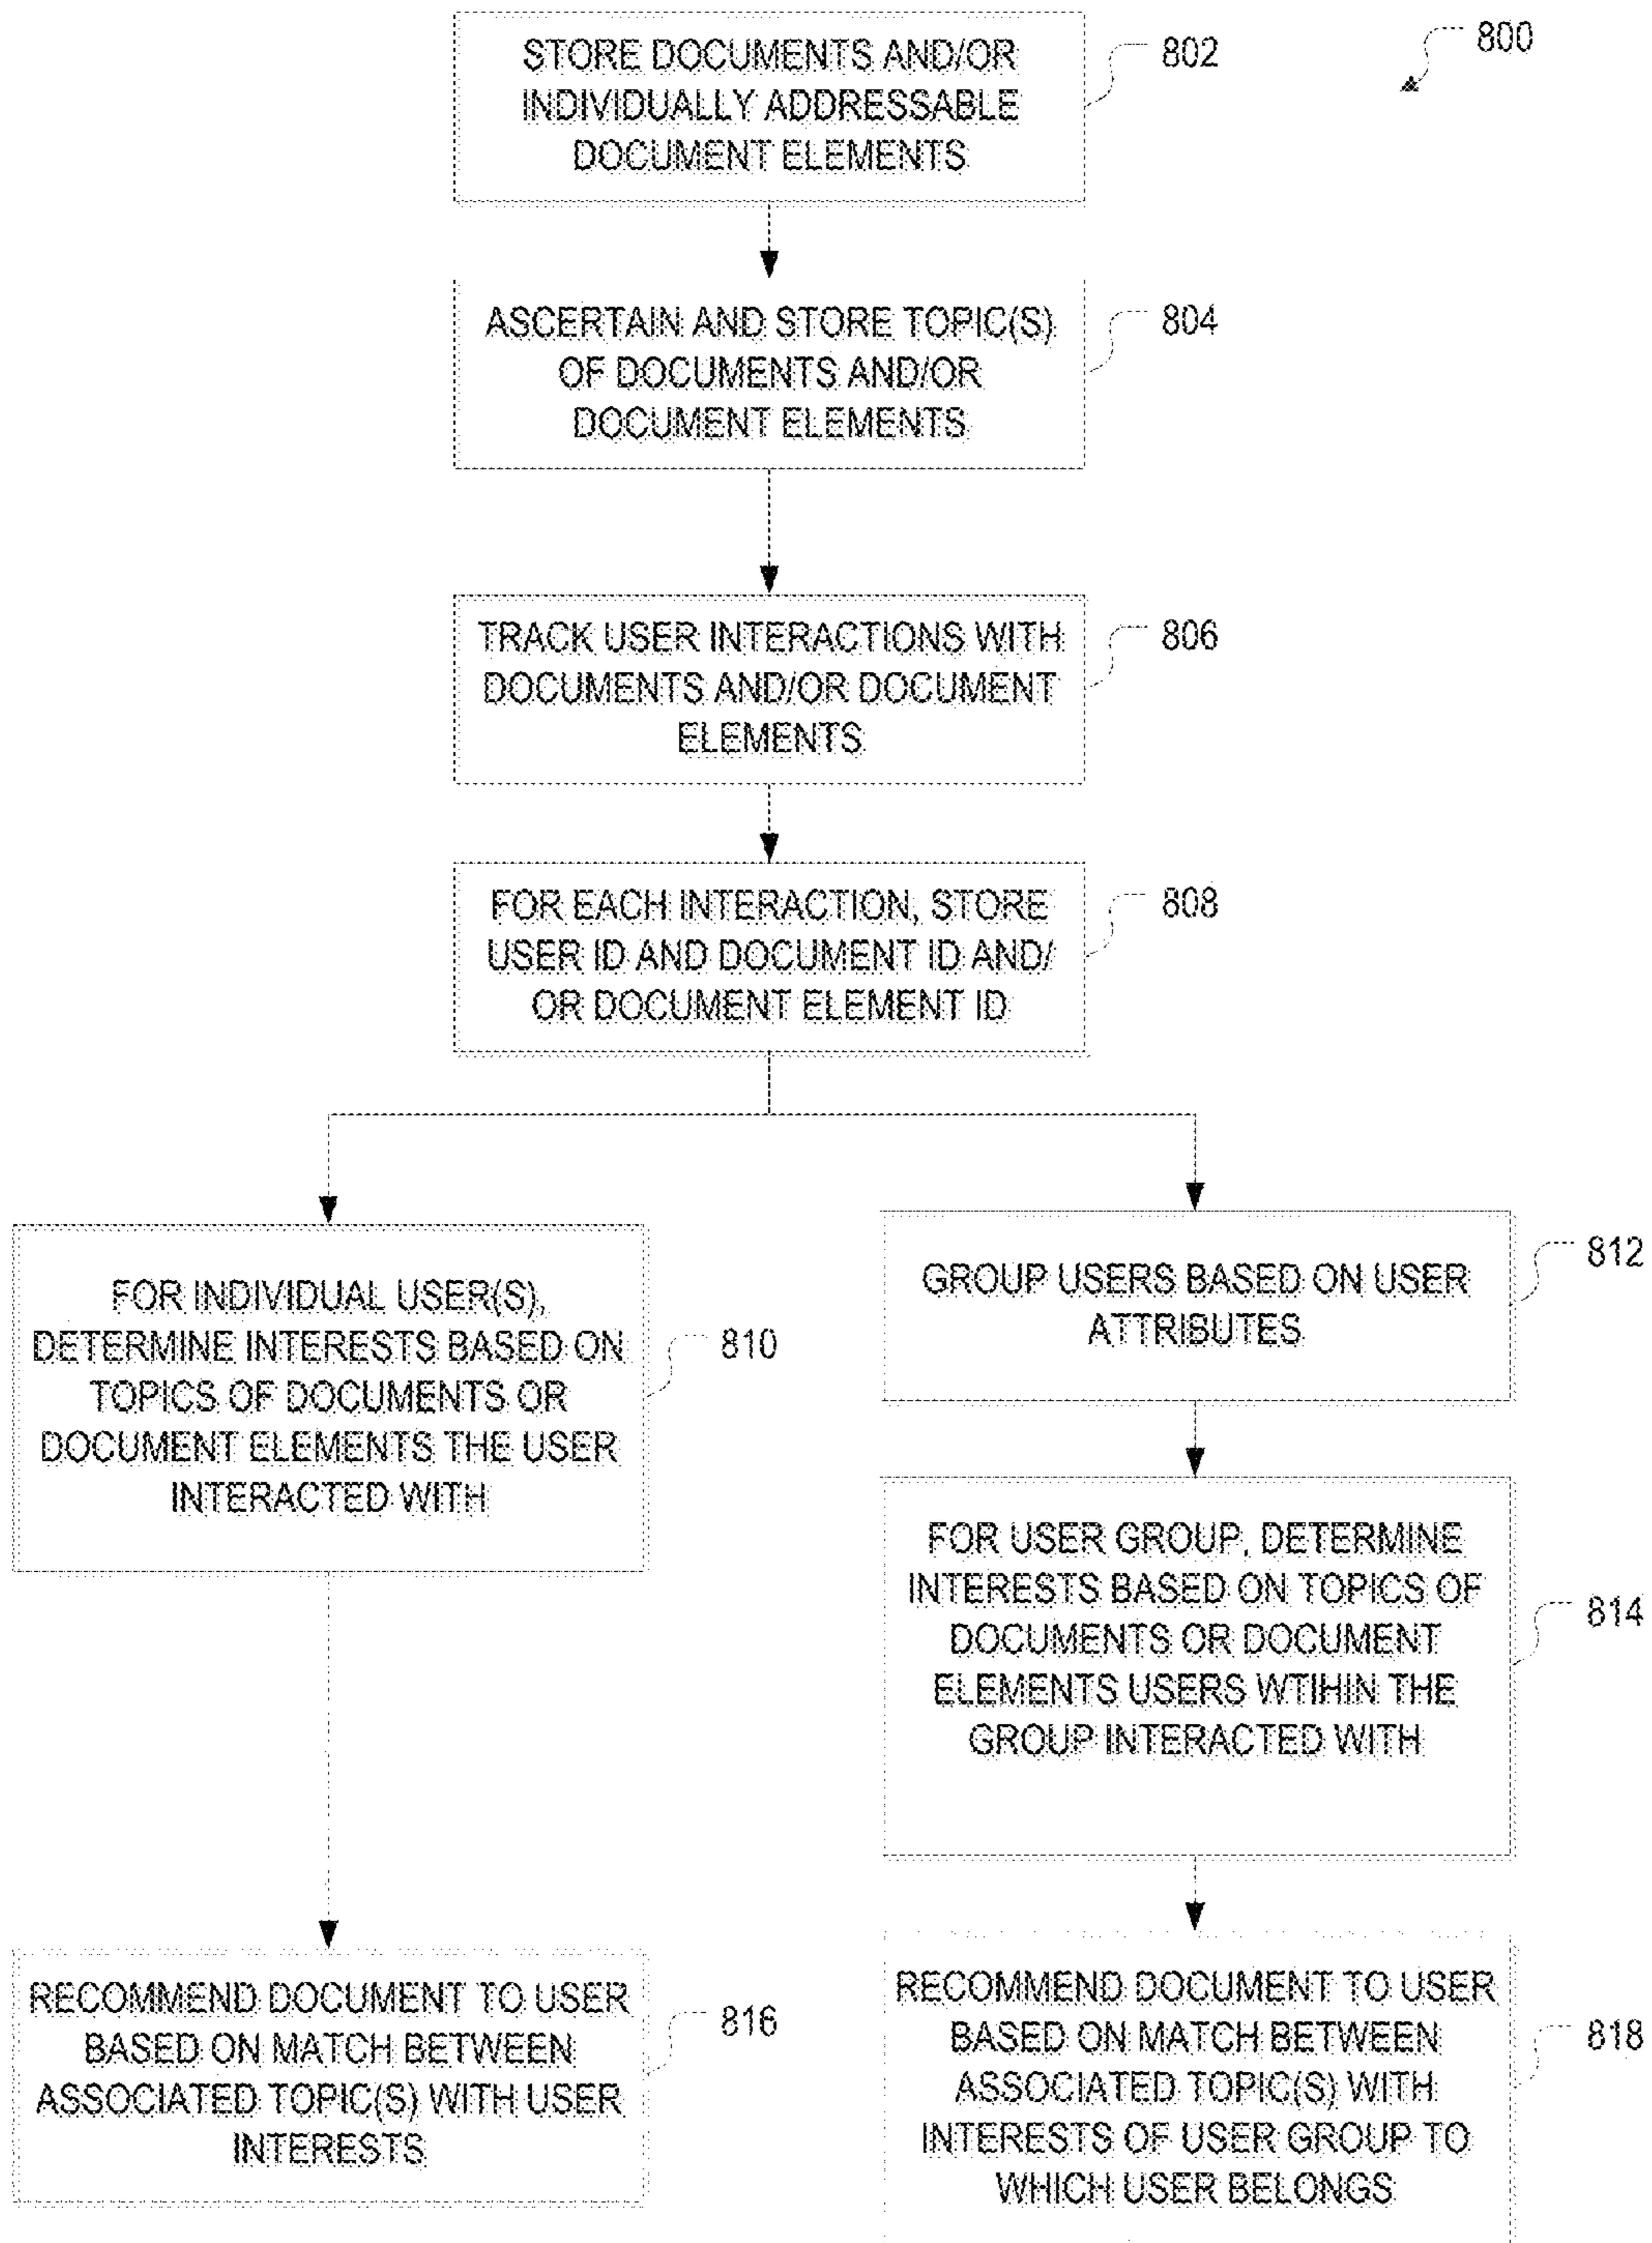 800
STORE DOCUMENTS AND/OR
INDIVIDUALLY ADDRESSABLE
DOCUMENT ELEMENTS
802
ASCERTAIN AND STORE TOPIC(S)
OF DOCUMENTS AND/OR
DOCUMENT ELEMENTS
804
TRACK USER INTERACTIONS WITH
DOCUMENTS AND/OR DOCUMENT
ELEMENTS
806
FOR EACH INTERACTION, STORE
USER ID AND DOCUMENT ID AND/
OR DOCUMENT ELEMENT ID
808
FOR INDIVIDUAL USER(S),
DETERMINE INTERESTS BASED ON
TOPICS OF DOCUMENTS OR
DOCUMENT ELEMENTS THE USER
INTERACTED WITH
810
GROUP USERS BASED ON USER
ATTRIBUTES
812
FOR USER GROUP, DETERMINE
INTERESTS BASED ON TOPICS OF
DOCUMENTS OR DOCUMENT
ELEMENTS USERS WTIHIN THE
GROUP INTERACTED WITH
814
RECOMMEND DOCUMENT TO USER
BASED ON MATCH BETWEEN
ASSOCIATED TOPIC(S) WITH USER
INTERESTS
816
RECOMMEND DOCUMENT TO USER
BASED ON MATCH BETWEEN
ASSOCIATED TOPIC(S) WITH
INTERESTS OF USER GROUP TO
WHICH USER BELONGS
818